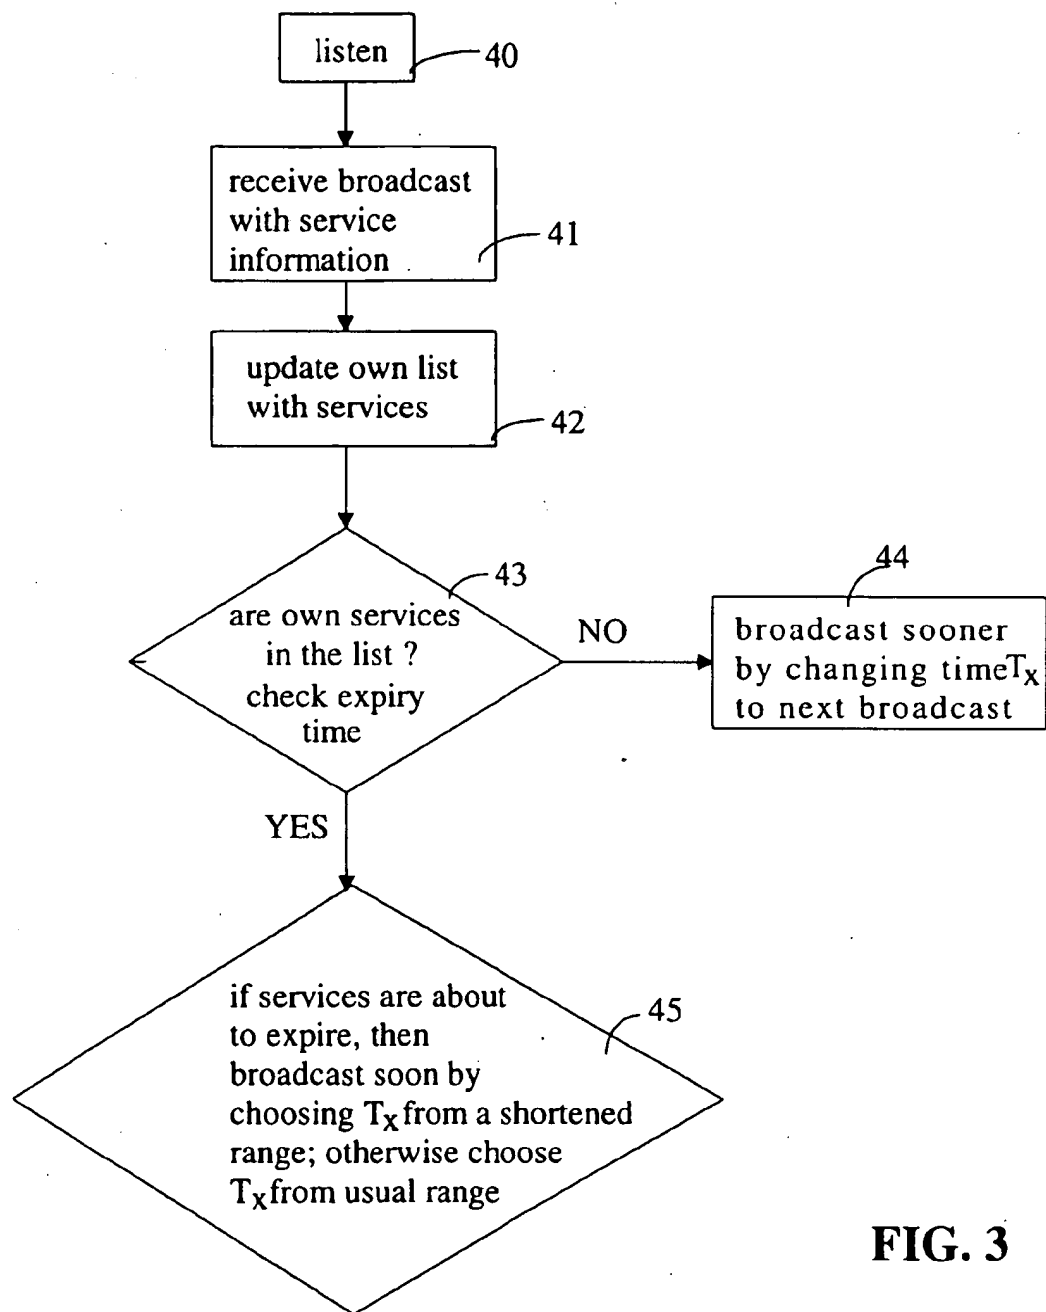 listen
40
receive broadcast
with service
information
41
update own list
with services
42
43
are own services
in the list ?
check expiry
time
NO
44
broadcast sooner
by changing timeTx
to next broadcast
YES
45
if services are about
to expire, then
broadcast soon by
choosing Tx from a shortened
range; otherwise choose
Tx from usual range
FIG. 3